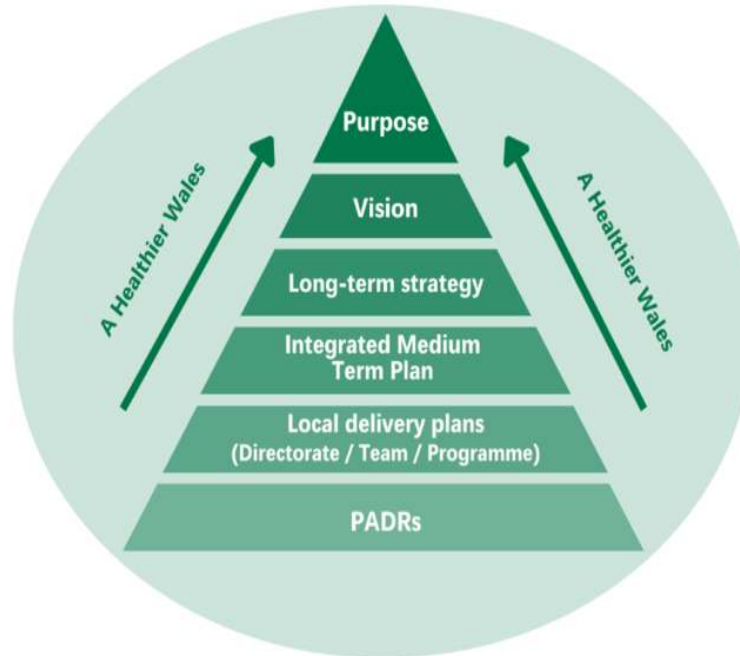 Purpose
A Healthier Wales
A Healthier Wales
Vision
Long-term strategy
Integrated Medium
Term Plan
Local delivery plans
(Directorate / Team / Programme)
PADRs